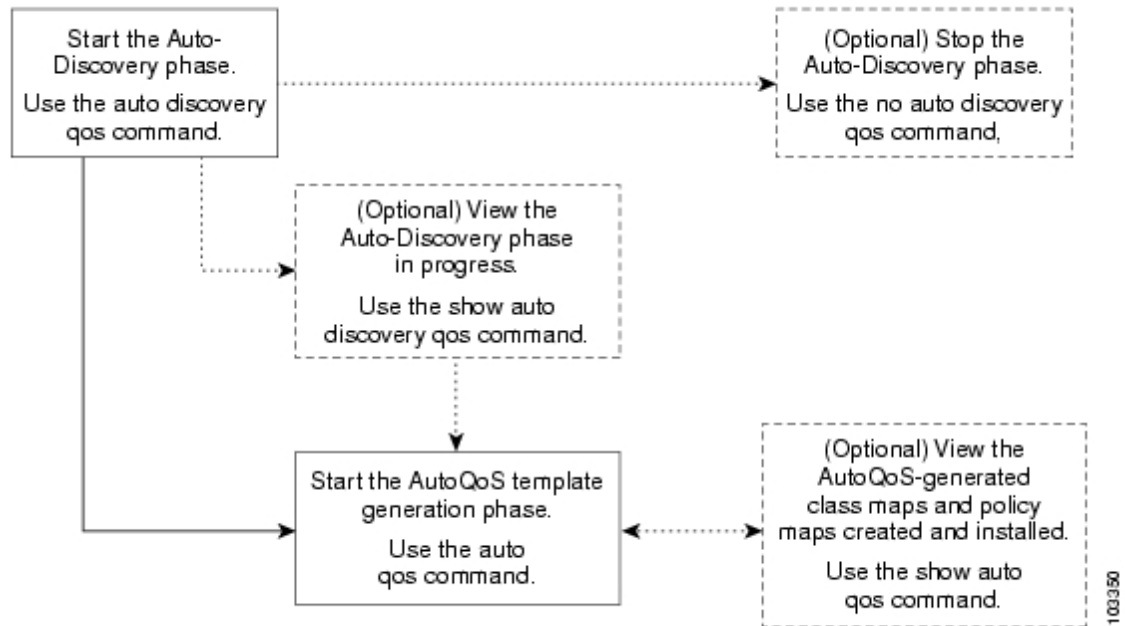 Start the Auto-
Discovery phase.
Use the auto discovery
qos command.
(Optional) Stop the
Auto-Discovery phase.
Use the no auto discovery
qos command,
(Optional) View the
Auto-Discovery phase
in progress.
Use the show auto
discovery qos command.
Start the AutoQoS template
generation phase.
Use the auto
qos command.
(Optional) View the
AutoQoS-generated
class maps and policy
maps created and installed.
Use the show auto
qos command.
103350